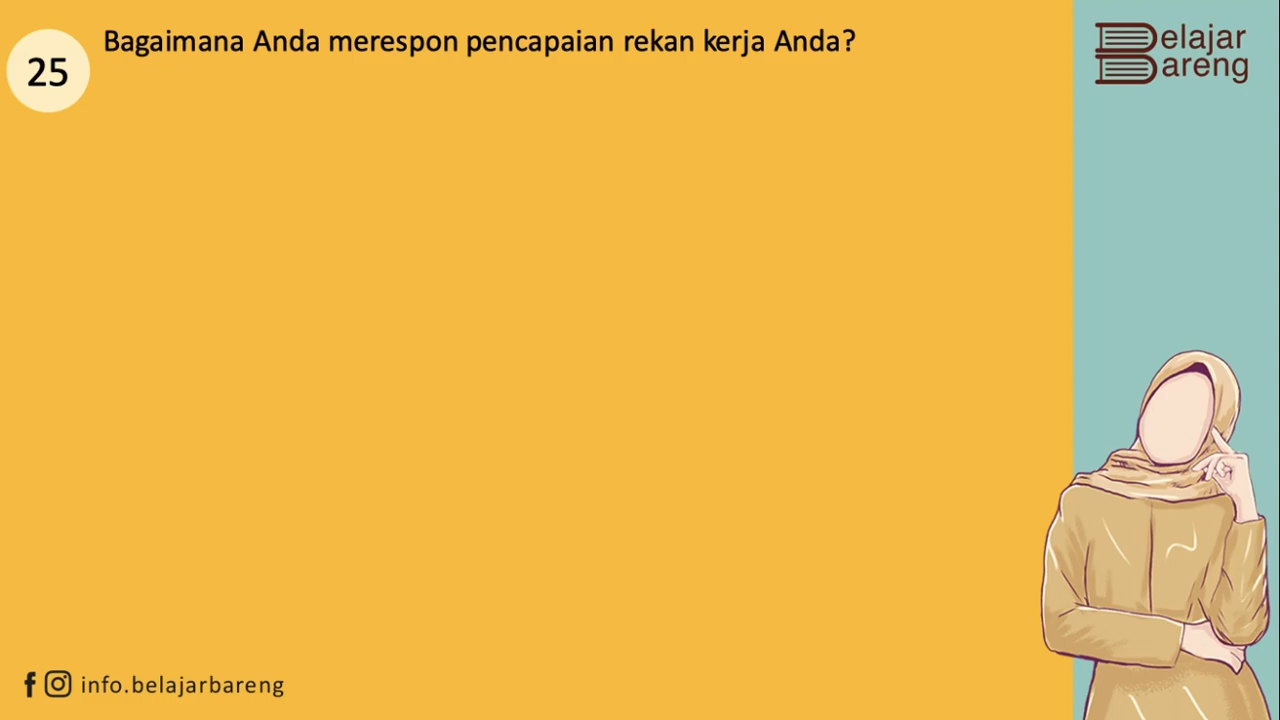 25
Bagaimana Anda merespon pencapaian rekan kerja Anda?
Belajar
Bareng
info.belajarbareng